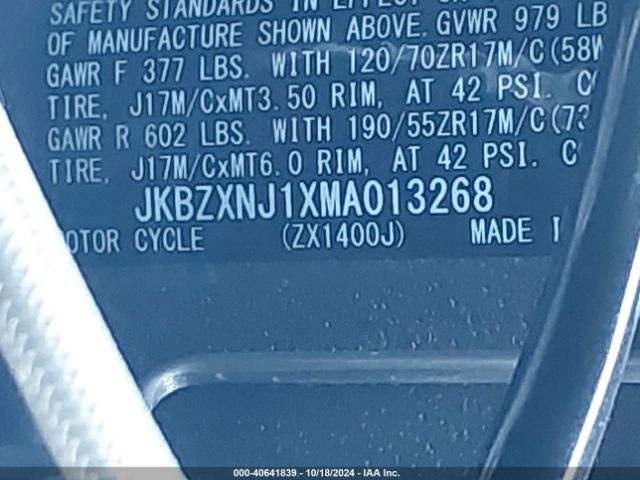 SAFETY STANDARDS IN EFFECT
OF MANUFACTURE SHOWN ABOVE. GVWR 979 LB
GAWR F 377 LBS. WITH 120/70ZR17M/C(58W
TIRE, J17M/CxMT3.50 RIM, AT 42 PSI. C
GAWR R 602 LBS. WITH 190/55ZR17M/C(73
TIRE, J17M/CxMT6.0 RIM, AT 42 PSI. C
JKBZXNJ1XMA013268
OTOR CYCLE (ZX1400J) MADE I
000-40641839 - 10/18/2024 - IAA Inc.